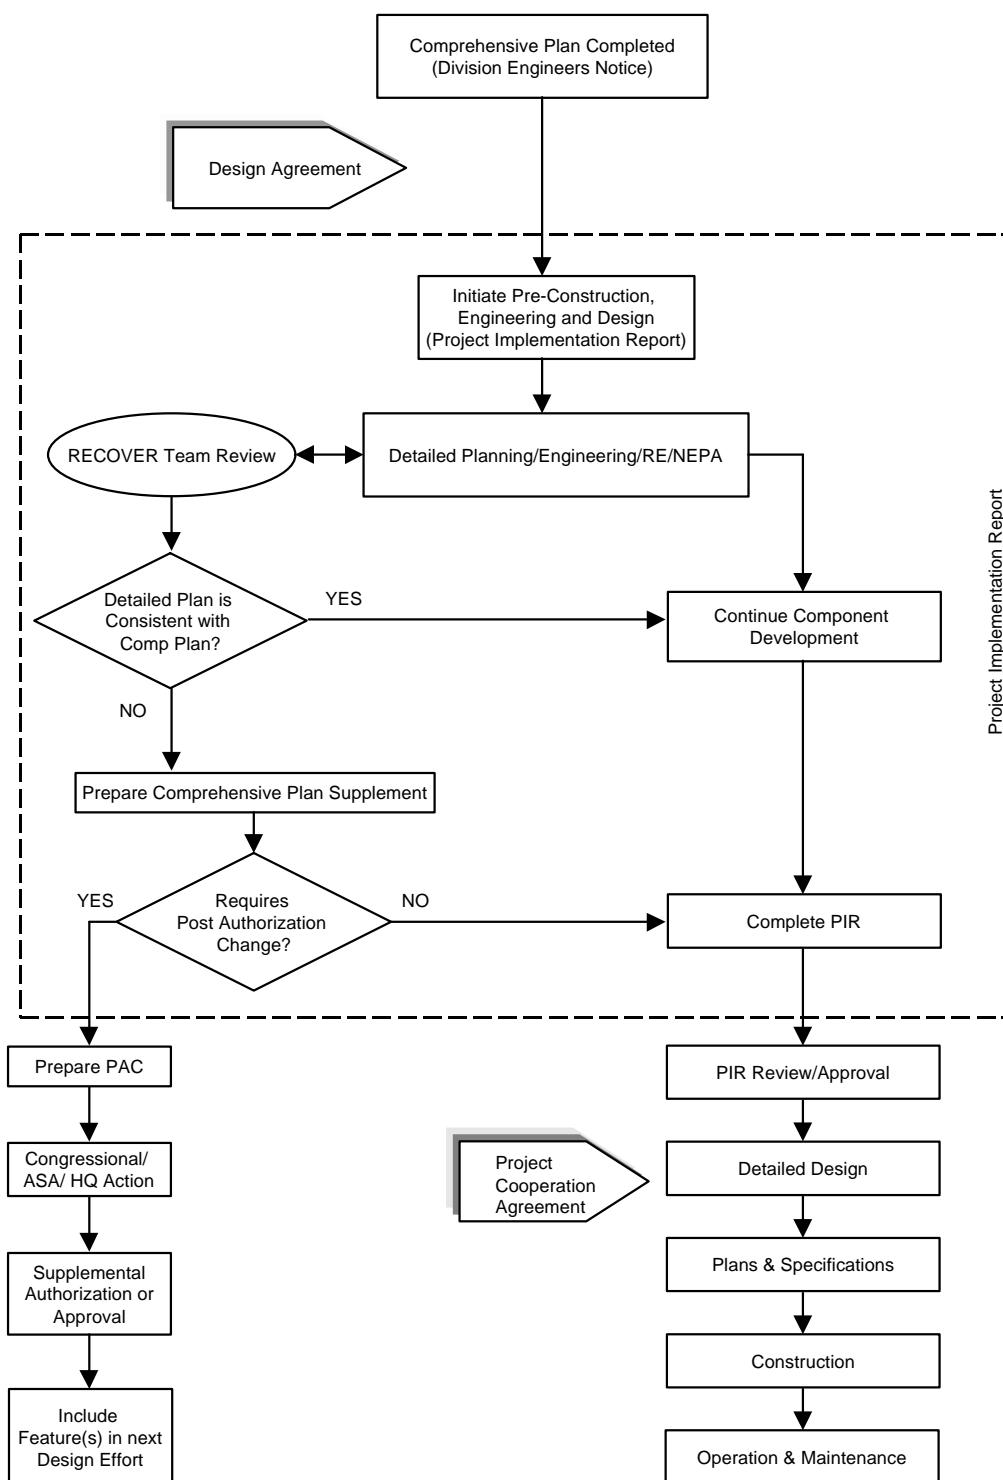 Comprehensive Plan Completed
(Division Engineers Notice)
Design Agreement
Initiate Pre-Construction,
Engineering and Design
(Project Implementation Report)
RECOVER Team Review
Detailed Planning/Engineering/RE/NEPA
Project Implementation Report
Detailed Plan is
Consistent with
Comp Plan?
YES
Continue Component
Development
NO
Prepare Comprehensive Plan Supplement
YES
Requires
Post Authorization
Change?
NO
Complete PIR
Prepare PAC
PIR Review/Approval
Congressional/
ASA/ HQ Action
Project
Cooperation
Agreement
Detailed Design
Supplemental
Authorization or
Approval
Plans & Specifications
Construction
Include
Feature(s) in next
Design Effort
Operation & Maintenance